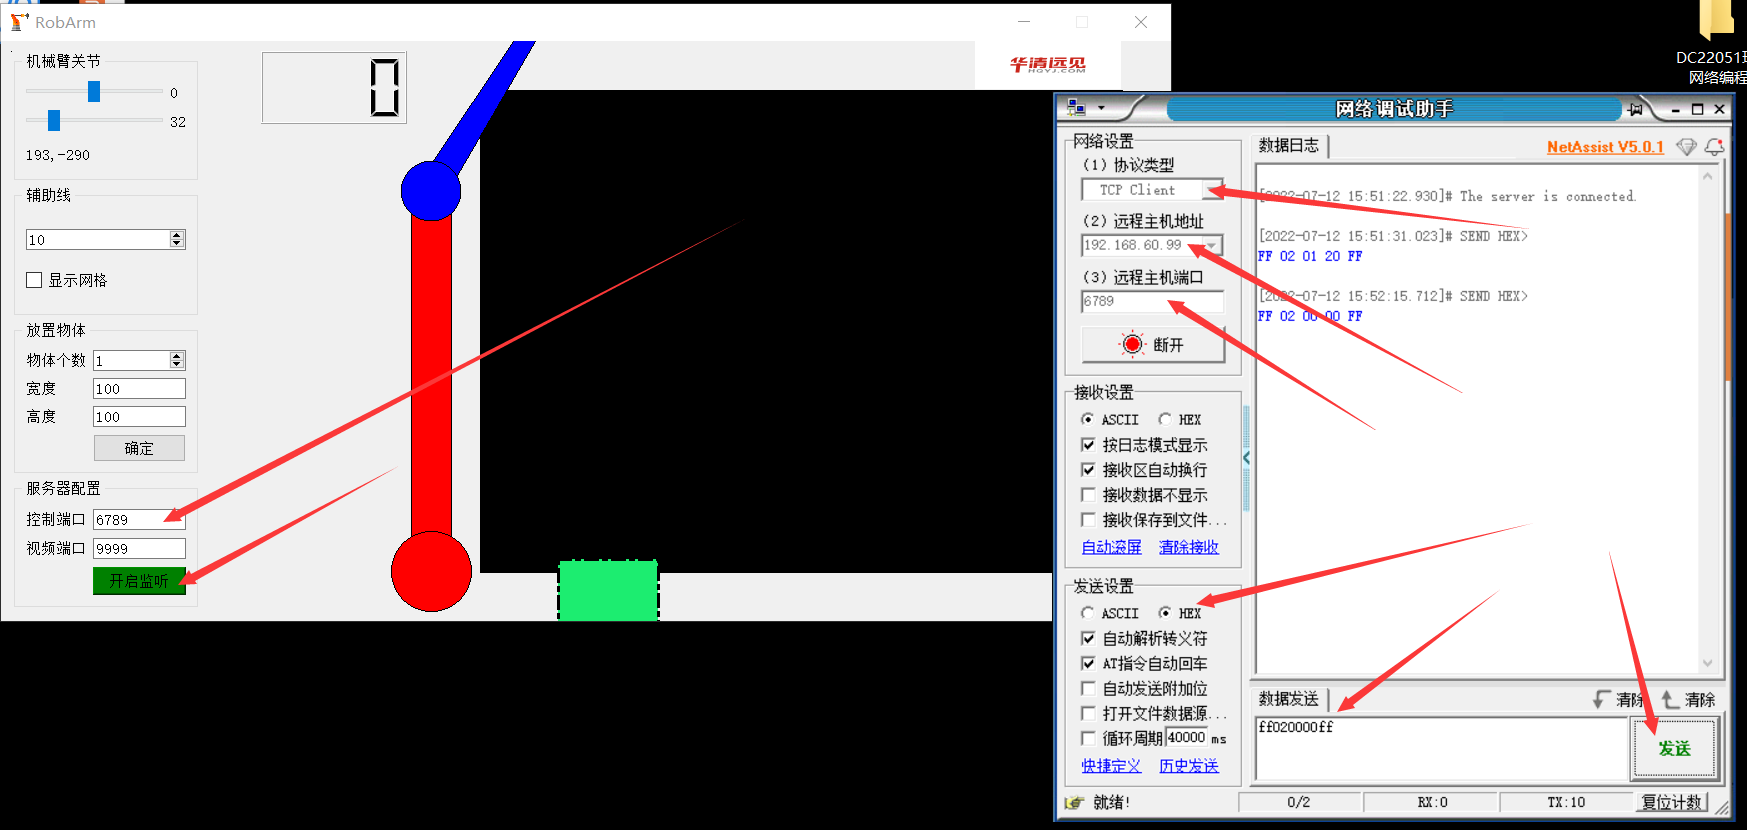 RobArm
机械臂关节
0
32
193,-290
辅助线
10
显示网格
放置物体
物体个数 1
宽度 100
高度 100
确定
服务器配置
控制端口 6789
视频端口 9999
开启监听
0
华清远见
HQYJ.COM
DC22051
网络编程
网络调试助手
网络设置
(1) 协议类型
TCP Client
(2) 远程主机地址
192.168.60.99
(3) 远程主机端口
6789
断开
接收设置
ASCII HEX
按日志模式显示
接收区自动换行
接收数据不显示
接收保存到文件...
自动滚屏 清除接收
发送设置
ASCII HEX
自动解析转义符
AT指令自动回车
自动发送附加位
打开文件数据源...
循环周期 40000 ms
快捷定义 历史发送
数据日志
NetAssist V5.0.1
[2022-07-12 15:51:22.930]# The server is connected.
[2022-07-12 15:51:31.023]# SEND HEX>
FF 02 01 20 FF
[2022-07-12 15:52:15.712]# SEND HEX>
FF 02 00 00 FF
数据发送
清除 清除
ff020000ff
发送
就绪!
0/2
RX:0
TX:10
复位计数